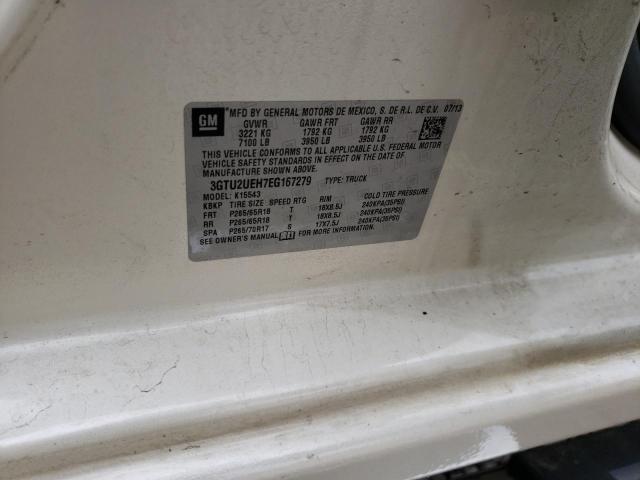 GM
MFD BY GENERAL MOTORS DE MEXICO, S. DE R.L. DE C.V. 07/13
GVWR GAWR FRT GAWR RR
3221 KG 1792 KG 1792 KG
7100 LB 3950 LB 3950 LB
THIS VEHICLE CONFORMS TO ALL APPLICABLE U.S. FEDERAL MOTOR
VEHICLE SAFETY STANDARDS IN EFFECT ON THE DATE OF
MANUFACTURE SHOWN ABOVE.
3GTU2UEH7EG167279 TYPE: TRUCK
MODEL: K15543
KBKP TIRE SIZE SPEED RTG RIM COLD TIRE PRESSURE
FRT P265/65R18 T 18X8.5J 240KPA(35PSI)
RR P265/65R18 T 18X8.5J 240KPA(35PSI)
SPA P265/70R17 S 17X7.5J 240KPA(35PSI)
SEE OWNER'S MANUAL FOR MORE INFORMATION.